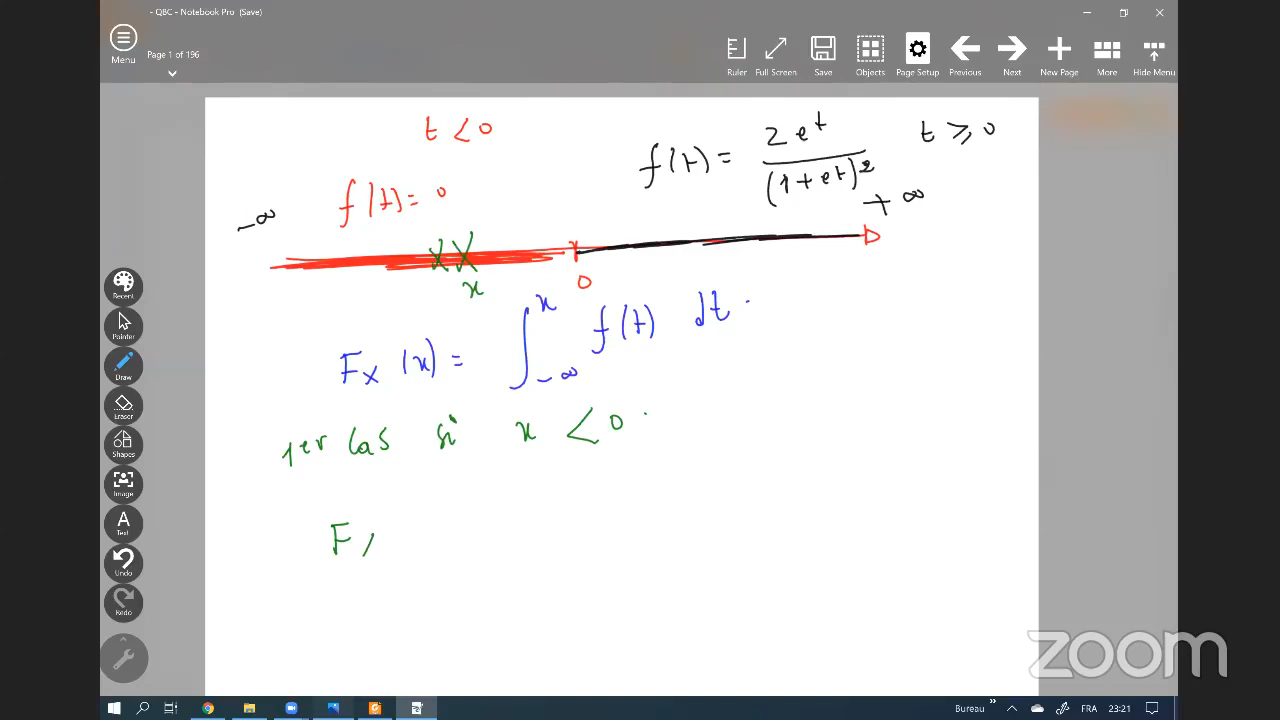 - QBC - Notebook Pro (Save)
Menu
Page 1 of 196
Ruler
Full Screen
Save
Objects
Page Setup
Previous
Next
New Page
More
Hide Menu
t < 0
f(t) = 2e^t / (1+e^t)^2 t ≥ 0
f(t) = 0
-∞
+∞
x
0
F_X (x) = ∫_{-∞}^{x} f(t) dt.
1er Cas si x < 0.
F
Recent
Pointer
Draw
Eraser
Shapes
Image
A
Text
Undo
Redo
zoom
Bureau
»
FRA
23:21